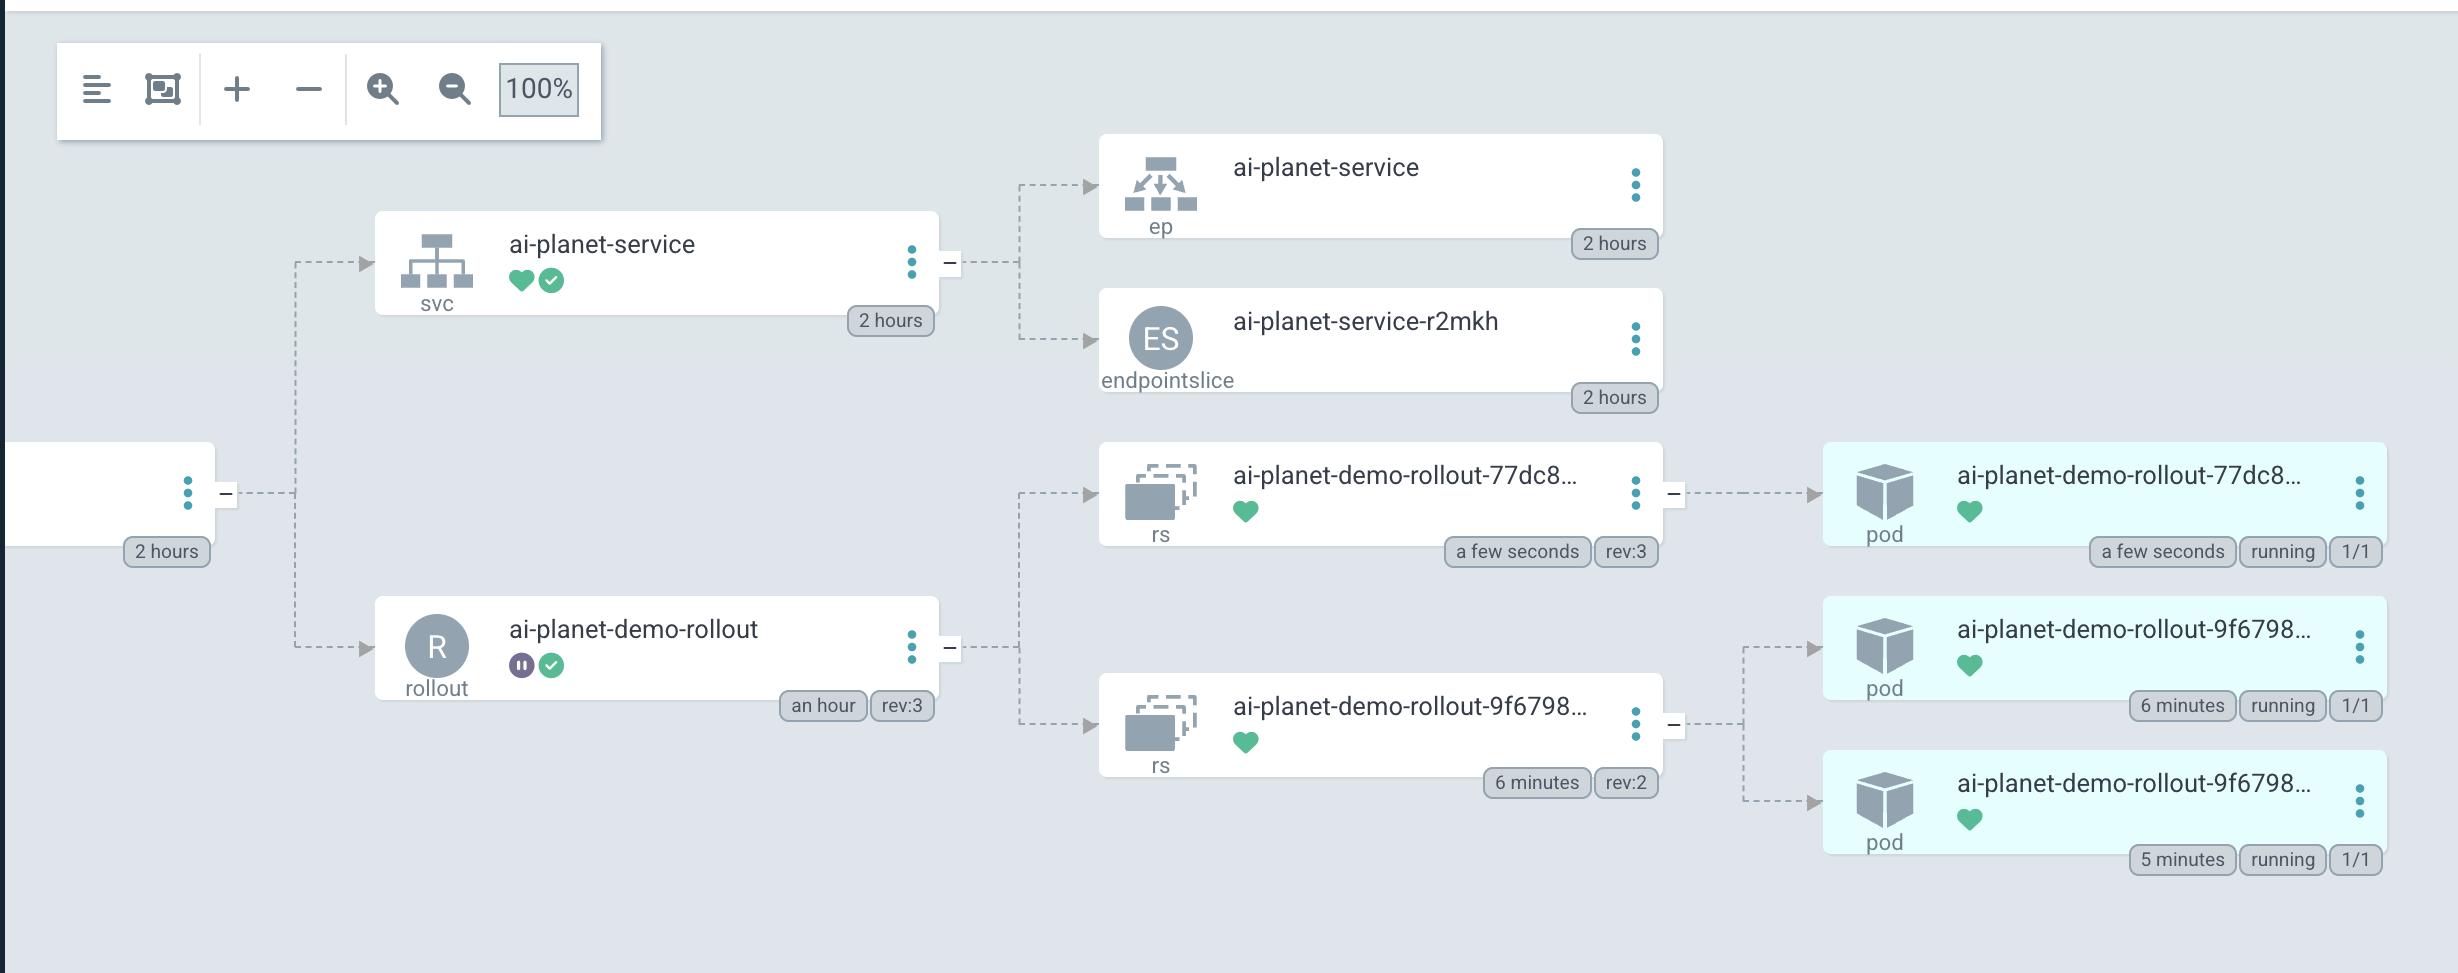 100%
ai-planet-service
ep
2 hours
ai-planet-service
svc
2 hours
ES
ai-planet-service-r2mkh
endpointslice
2 hours
2 hours
ai-planet-demo-rollout-77dc8...
rs
a few seconds rev:3
ai-planet-demo-rollout-77dc8...
pod
a few seconds running 1/1
R
ai-planet-demo-rollout
rollout
an hour rev:3
ai-planet-demo-rollout-9f6798...
pod
6 minutes running 1/1
ai-planet-demo-rollout-9f6798...
rs
6 minutes rev:2
ai-planet-demo-rollout-9f6798...
pod
5 minutes running 1/1